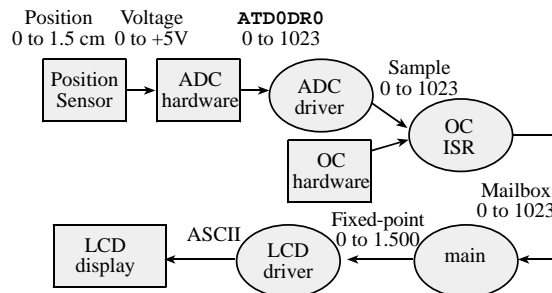 Position
0 to 1.5 cm
Voltage
0 to +5V
ATD0DR0
0 to 1023
Position
Sensor
ADC
hardware
ADC
driver
Sample
0 to 1023
OC
ISR
OC
hardware
Mailbox
0 to 1023
main
Fixed-point
0 to 1.500
LCD
driver
ASCII
LCD
display